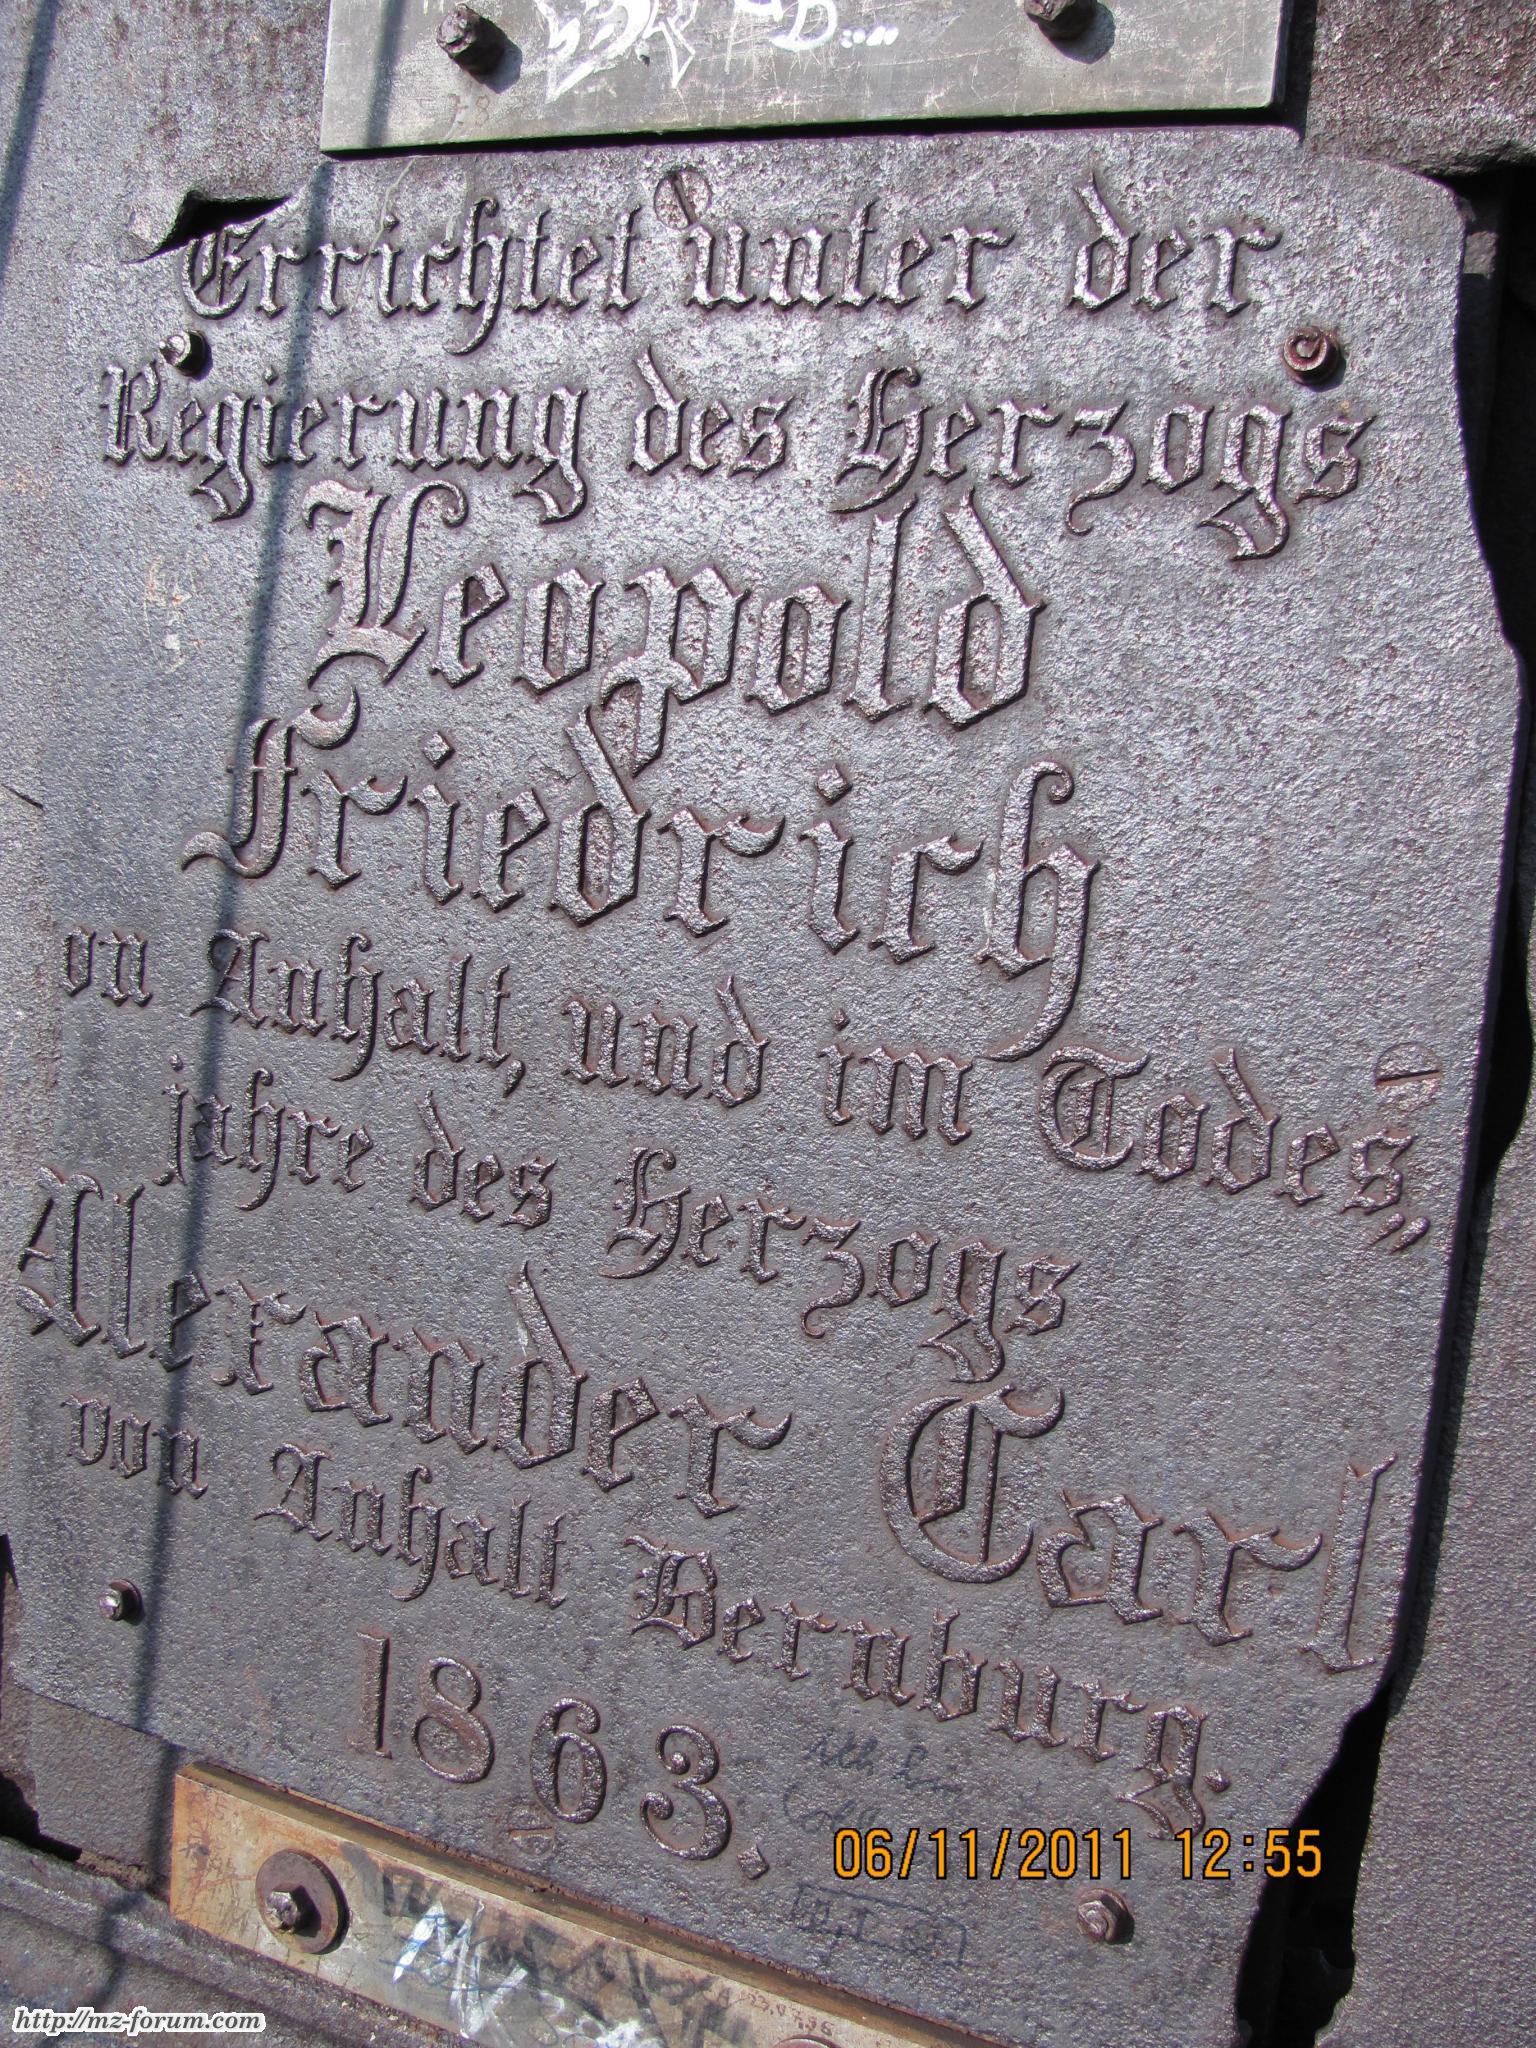 Errichtet unter der
Regierung des Herzogs
Leopold
Friedrich
on Anhalt, und im Todes„
jahre des Herzogs
Alexander Carl
von Anhalt Bernburg.
1863.
06/11/2011 12:55
http://mz-forum.com